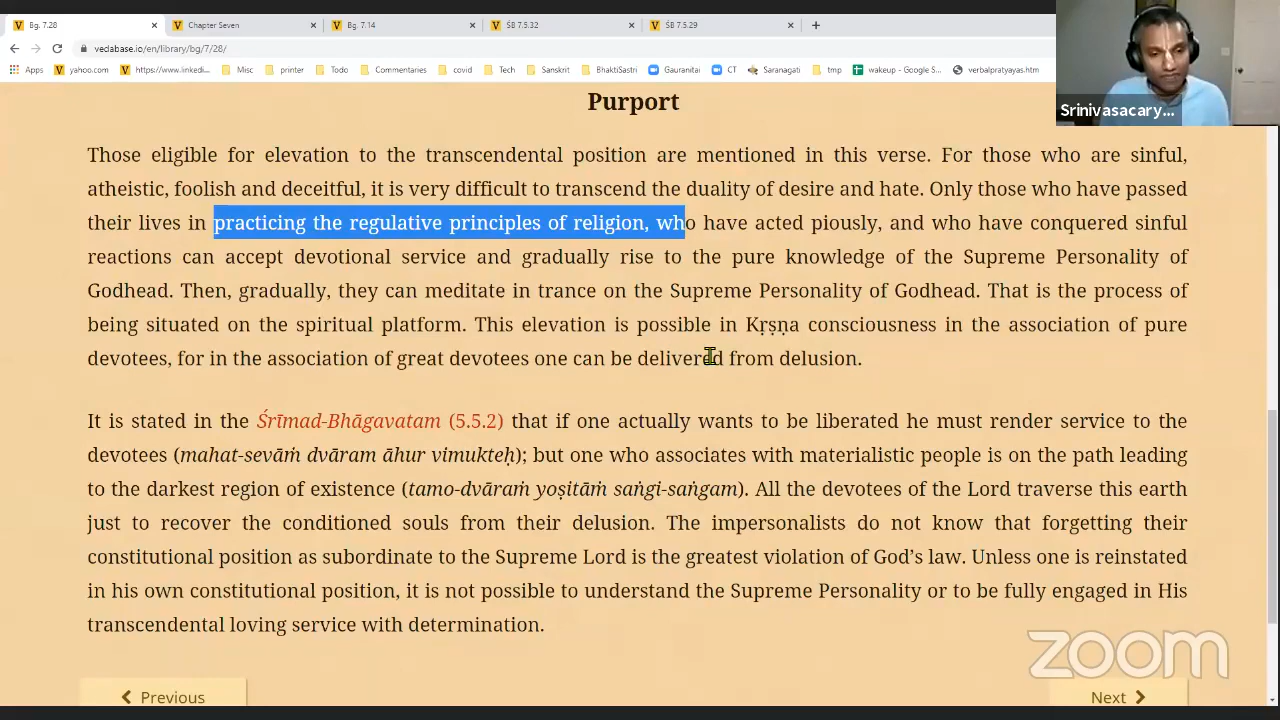 Bg. 7.28
Chapter Seven
Bg. 7.14
ŚB 7.5.32
ŚB 7.5.29
vedabase.io/en/library/bg/7/28/
Apps yahoo.com https://www.linkedi... Misc printer Todo Commentaries covid Tech Sanskrit BhaktiSastri Gauranitai CT Saranagati tmp wakeup - Google S... verbalpratyayas.htm
Srinivasacary...
Purport
Those eligible for elevation to the transcendental position are mentioned in this verse. For those who are sinful,
atheistic, foolish and deceitful, it is very difficult to transcend the duality of desire and hate. Only those who have passed
their lives in practicing the regulative principles of religion, who have acted piously, and who have conquered sinful
reactions can accept devotional service and gradually rise to the pure knowledge of the Supreme Personality of
Godhead. Then, gradually, they can meditate in trance on the Supreme Personality of Godhead. That is the process of
being situated on the spiritual platform. This elevation is possible in Kṛṣṇa consciousness in the association of pure
devotees, for in the association of great devotees one can be delivered from delusion.
It is stated in the Śrīmad-Bhāgavatam (5.5.2) that if one actually wants to be liberated he must render service to the
devotees (mahat-sevāṁ dvāram āhur vimukteḥ); but one who associates with materialistic people is on the path leading
to the darkest region of existence (tamo-dvāraṁ yoṣitāṁ saṅgi-saṅgam). All the devotees of the Lord traverse this earth
just to recover the conditioned souls from their delusion. The impersonalists do not know that forgetting their
constitutional position as subordinate to the Supreme Lord is the greatest violation of God’s law. Unless one is reinstated
in his own constitutional position, it is not possible to understand the Supreme Personality or to be fully engaged in His
transcendental loving service with determination.
zoom
Previous
Next